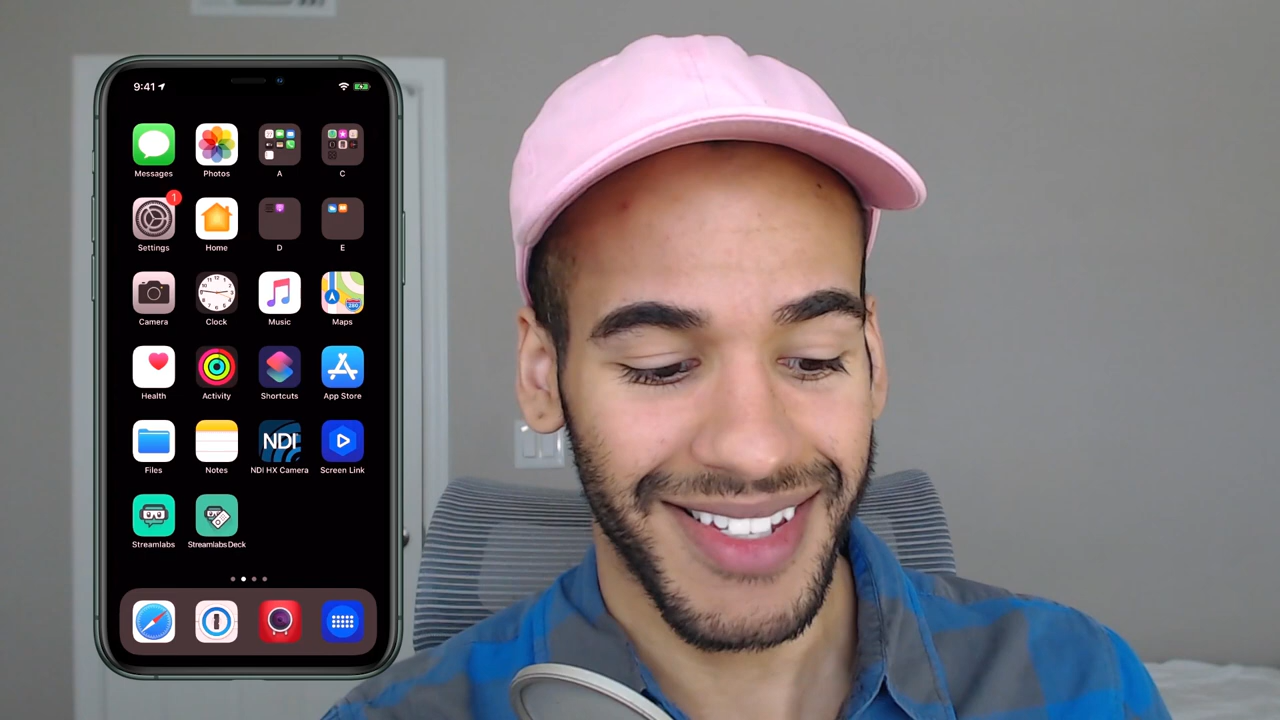 9:41
Messages
Photos
A
C
1
Settings
Home
D
E
Camera
Clock
Music
Maps
280
Health
Activity
Shortcuts
App Store
NDI
Files
Notes
NDI HX Camera
Screen Link
Streamlabs
Streamlabs Deck